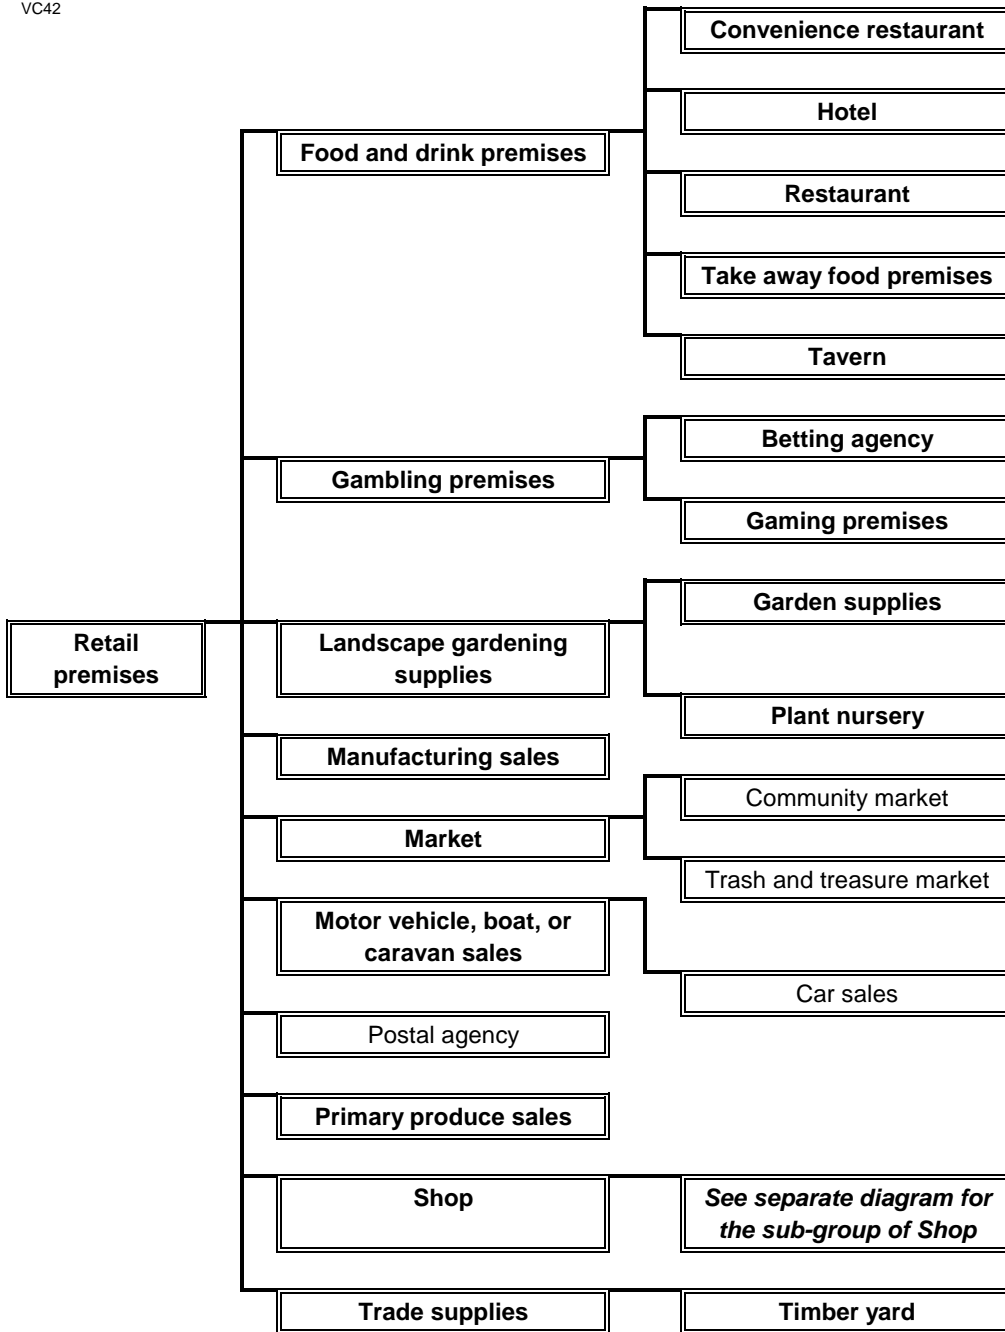 VC42
Convenience restaurant
Hotel
Food and drink premises
Restaurant
Take away food premises
Tavern
Betting agency
Gambling premises
Gaming premises
Garden supplies
Retail
premises
Landscape gardening
supplies
Plant nursery
Manufacturing sales
Community market
Market
Trash and treasure market
Motor vehicle, boat, or
caravan sales
Car sales
Postal agency
Primary produce sales
Shop
See separate diagram for
the sub-group of Shop
Trade supplies
Timber yard